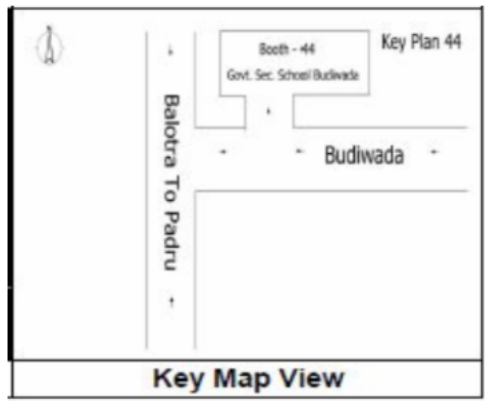 Booth - 44
Key Plan 44
Govt. Sec. School Budiwada
Balotra To Padru
Budiwada
Key Map View